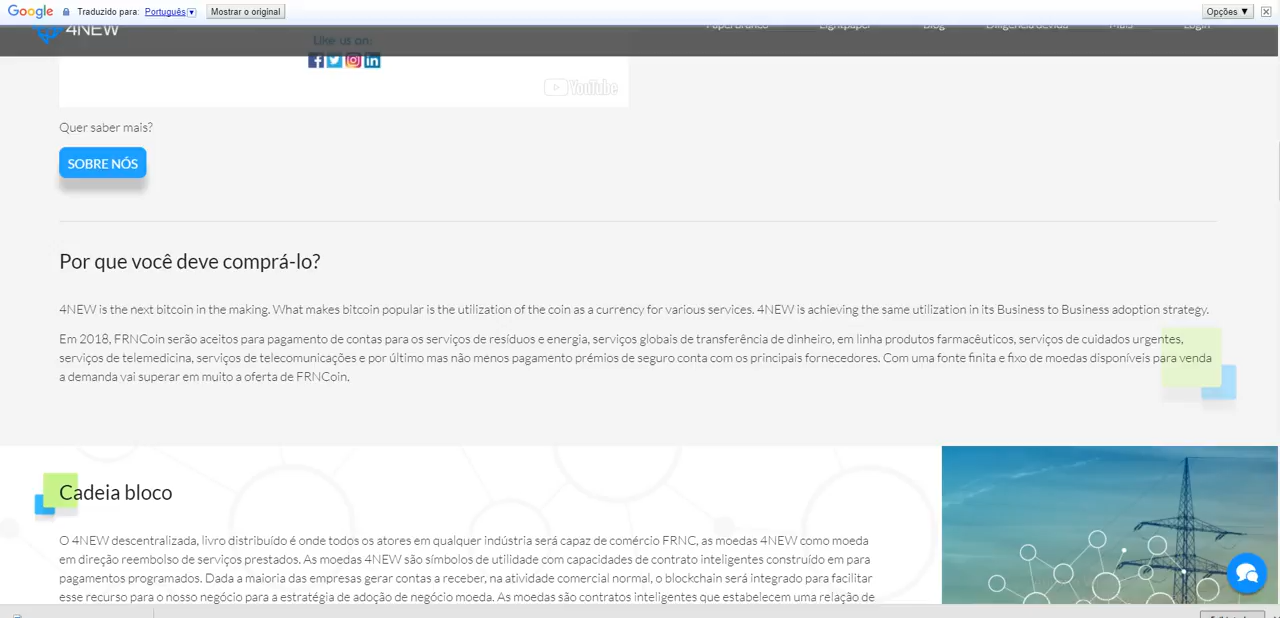 Google Traduzido para: Português ▼ Mostrar o original Opções ▼
4NEW Blog Mais Login
Like us on:
YouTube
Quer saber mais?
SOBRE NÓS
Por que você deve comprá-lo?
4NEW is the next bitcoin in the making. What makes bitcoin popular is the utilization of the coin as a currency for various services. 4NEW is achieving the same utilization in its Business to Business adoption strategy.
Em 2018, FRNCoin serão aceitos para pagamento de contas para os serviços de resíduos e energia, serviços globais de transferência de dinheiro, em linha produtos farmacêuticos, serviços de cuidados urgentes,
serviços de telemedicina, serviços de telecomunicações e por último mas não menos pagamento prémios de seguro conta com os principais fornecedores. Com uma fonte finita e fixo de moedas disponíveis para venda
a demanda vai superar em muito a oferta de FRNCoin.
Cadeia bloco
O 4NEW descentralizada, livro distribuído é onde todos os atores em qualquer indústria será capaz de comércio FRNC, as moedas 4NEW como moeda
em direção reembolso de serviços prestados. As moedas 4NEW são símbolos de utilidade com capacidades de contrato inteligentes construído em para
pagamentos programados. Dada a maioria das empresas gerar contas a receber, na atividade comercial normal, o blockchain será integrado para facilitar
esse recurso para o nosso negócio para a estratégia de adoção de negócio moeda. As moedas são contratos inteligentes que estabelecem uma relação de